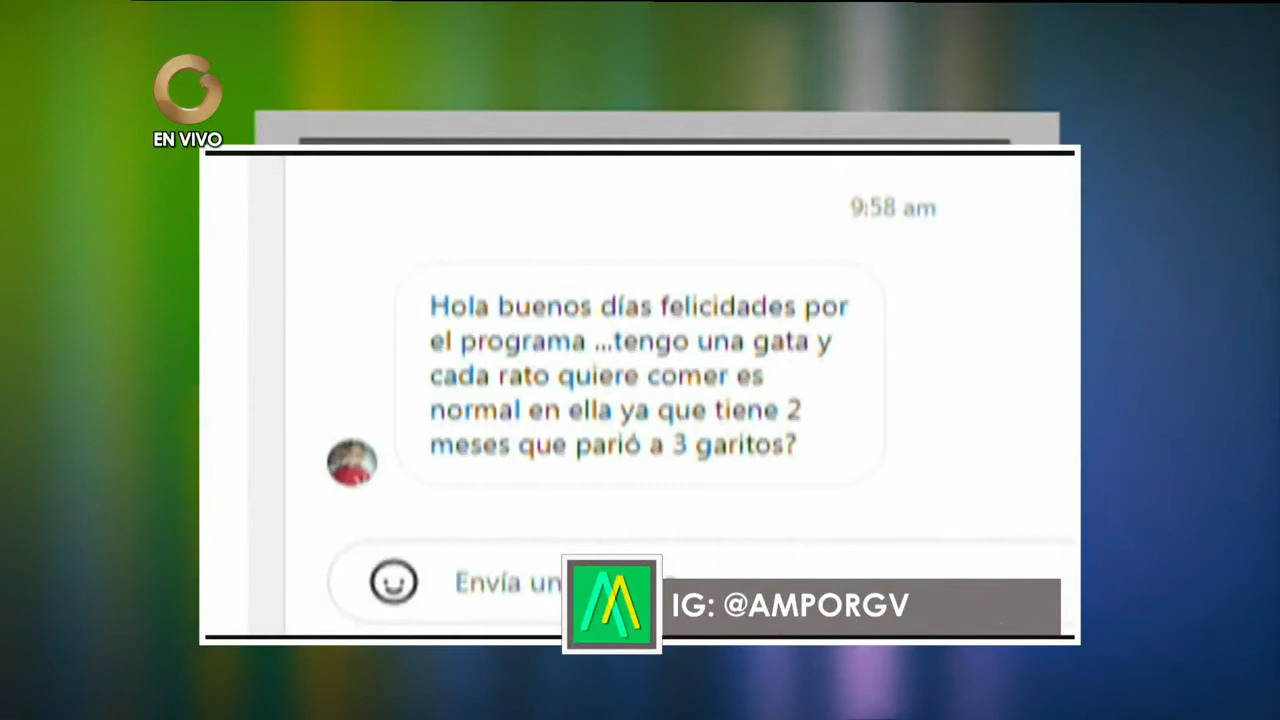 EN VIVO
9:58 am
Hola buenos días felicidades por
el programa ...tengo una gata y
cada rato quiere comer es
normal en ella ya que tiene 2
meses que parió a 3 garitos?
Envía un
IG: @AMPORGV